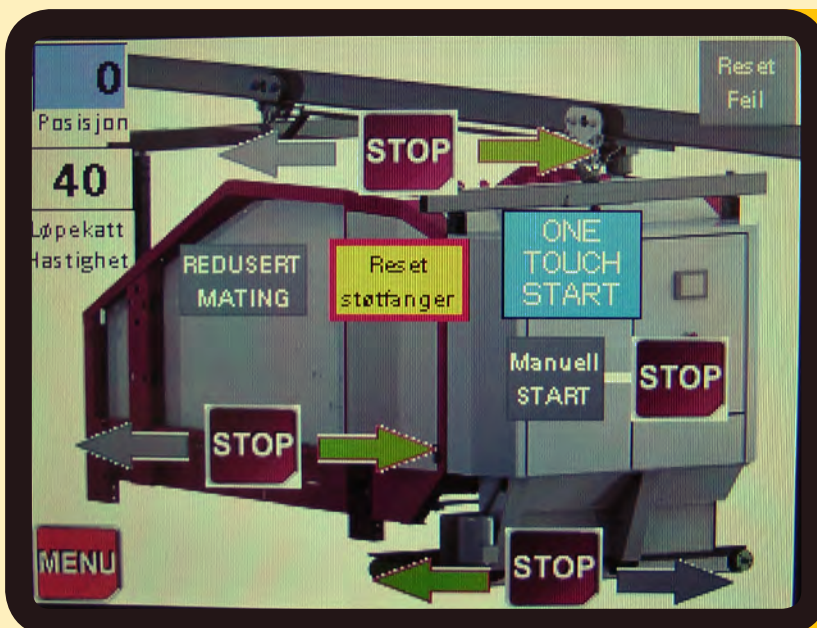 0
Posisjon
40
Løpekatt
Hastighet
Reset
Feil
STOP
REDUSERT
MATING
Reset
støtfanger
ONE
TOUCH
START
Manuell
START
STOP
STOP
MENU
STOP